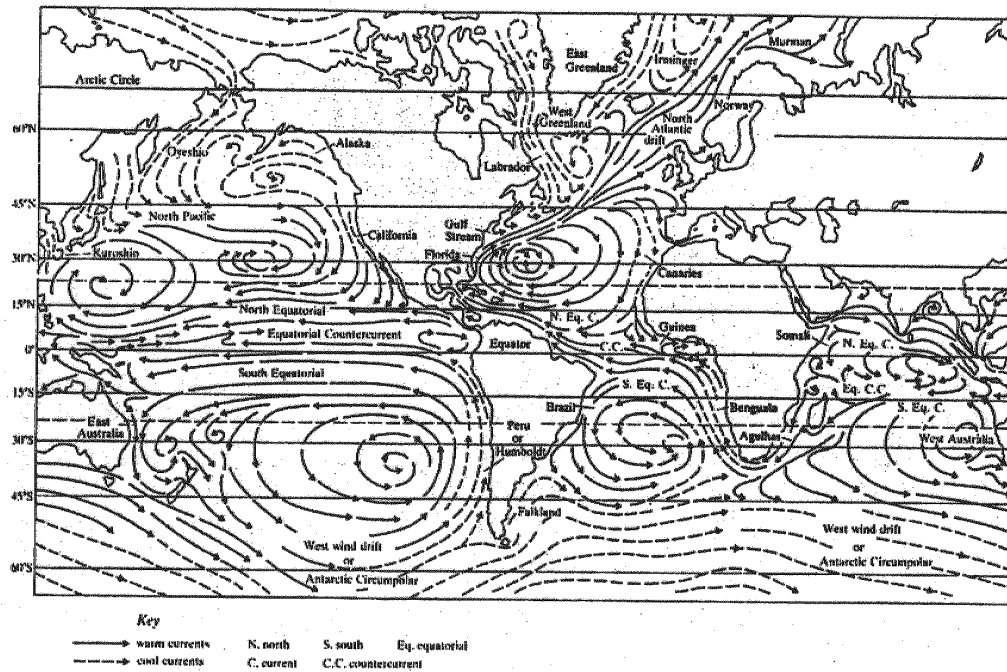 Murman
East
Greenland
Irminger
Arctic Circle
Norway
West
Greenland
North
Atlantic
drift
60°N
Alaska
Oyeshio
Labrador
45°N
North Pacific
Gulf
Stream
California
Florida
Kuroshio
30°N
Canaries
15°N
North Equatorial
N. Eq. C.
Guinea
Equatorial Countercurrent
Equator
C.C.
Somali
N. Eq. C.
0°
South Equatorial
S. Eq. C.
Eq. C.C.
15°S
Brazil
Benguala
S. Eq. C.
East
Australia
Peru
or
Humboldt
Agulhas
West Australia
30°S
45°S
Falkland
West wind drift
or
Antarctic Circumpolar
West wind drift
or
Antarctic Circumpolar
60°S
Key
warm currents N. north S. south Eq. equatorial
cool currents C. current C.C. countercurrent